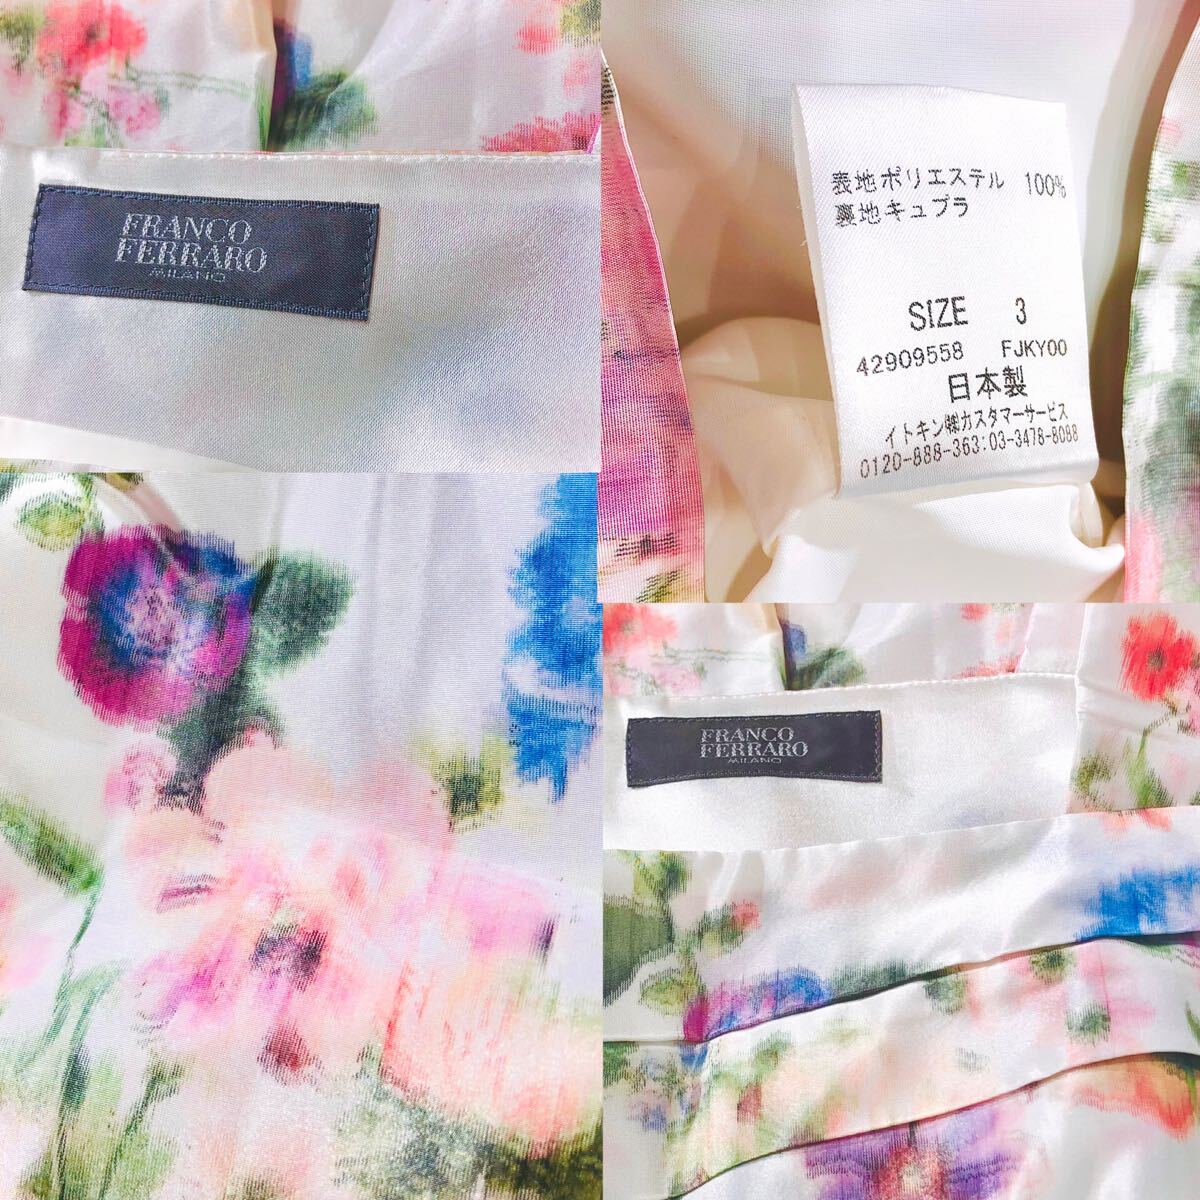 FRANCO
FERRARO
MILANO
表地ポリエステル 100%
裏地キュプラ
SIZE 3
42909558 FJKY00
日本製
イトキン㈱カスタマーサービス
0120-888-363:03-3478-8088
FRANCO
FERRARO
MILANO